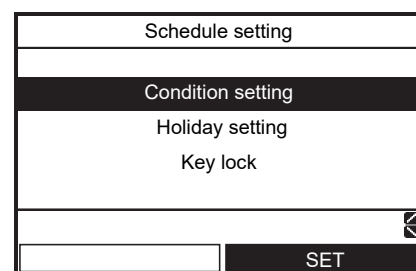 Schedule setting
Condition setting
Holiday setting
Key lock
SET